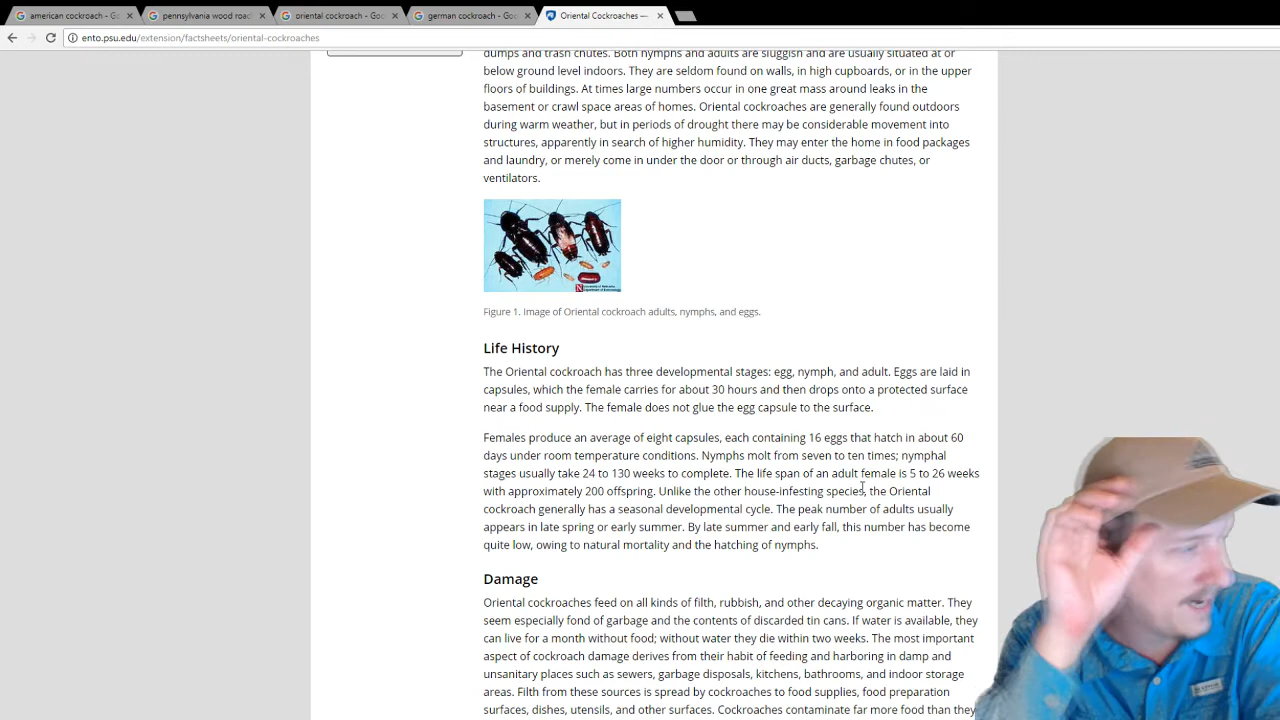 american cockroach - Goo
pennsylvania wood roac
oriental cockroach - Goo
german cockroach - Goo
Oriental Cockroaches —
ento.psu.edu/extension/factsheets/oriental-cockroaches
dumps and trash chutes. Both nymphs and adults are sluggish and are usually situated at or
below ground level indoors. They are seldom found on walls, in high cupboards, or in the upper
floors of buildings. At times large numbers occur in one great mass around leaks in the
basement or crawl space areas of homes. Oriental cockroaches are generally found outdoors
during warm weather, but in periods of drought there may be considerable movement into
structures, apparently in search of higher humidity. They may enter the home in food packages
and laundry, or merely come in under the door or through air ducts, garbage chutes, or
ventilators.
Figure 1. Image of Oriental cockroach adults, nymphs, and eggs.
Life History
The Oriental cockroach has three developmental stages: egg, nymph, and adult. Eggs are laid in
capsules, which the female carries for about 30 hours and then drops onto a protected surface
near a food supply. The female does not glue the egg capsule to the surface.
Females produce an average of eight capsules, each containing 16 eggs that hatch in about 60
days under room temperature conditions. Nymphs molt from seven to ten times; nymphal
stages usually take 24 to 130 weeks to complete. The life span of an adult female is 5 to 26 weeks
with approximately 200 offspring. Unlike the other house-infesting species, the Oriental
cockroach generally has a seasonal developmental cycle. The peak number of adults usually
appears in late spring or early summer. By late summer and early fall, this number has become
quite low, owing to natural mortality and the hatching of nymphs.
Damage
Oriental cockroaches feed on all kinds of filth, rubbish, and other decaying organic matter. They
seem especially fond of garbage and the contents of discarded tin cans. If water is available, they
can live for a month without food; without water they die within two weeks. The most important
aspect of cockroach damage derives from their habit of feeding and harboring in damp and
unsanitary places such as sewers, garbage disposals, kitchens, bathrooms, and indoor storage
areas. Filth from these sources is spread by cockroaches to food supplies, food preparation
surfaces, dishes, utensils, and other surfaces. Cockroaches contaminate far more food than they